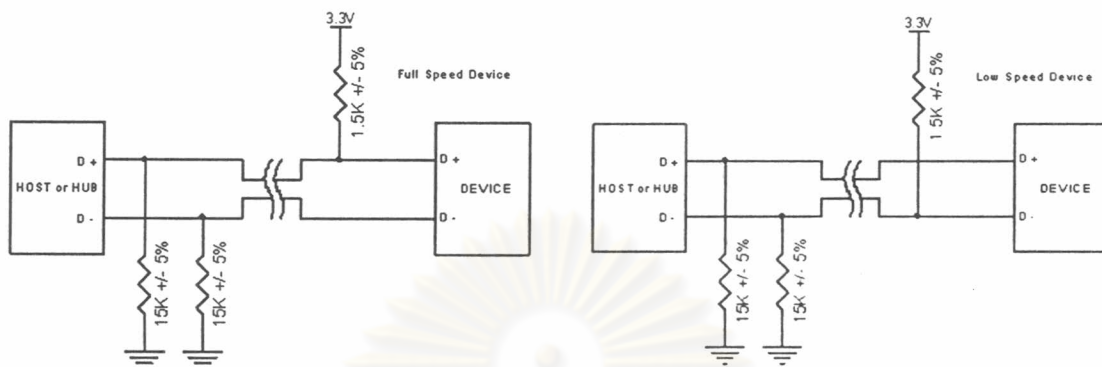 3.3V
1.5K +/- 5%
Full Speed Device
HOST or HUB
D +
D -
D +
D -
DEVICE
15K +/- 5%
15K +/- 5%
3.3V
1.5K +/- 5%
Low Speed Device
HOST or HUB
D +
D -
D +
D -
DEVICE
15K +/- 5%
15K +/- 5%